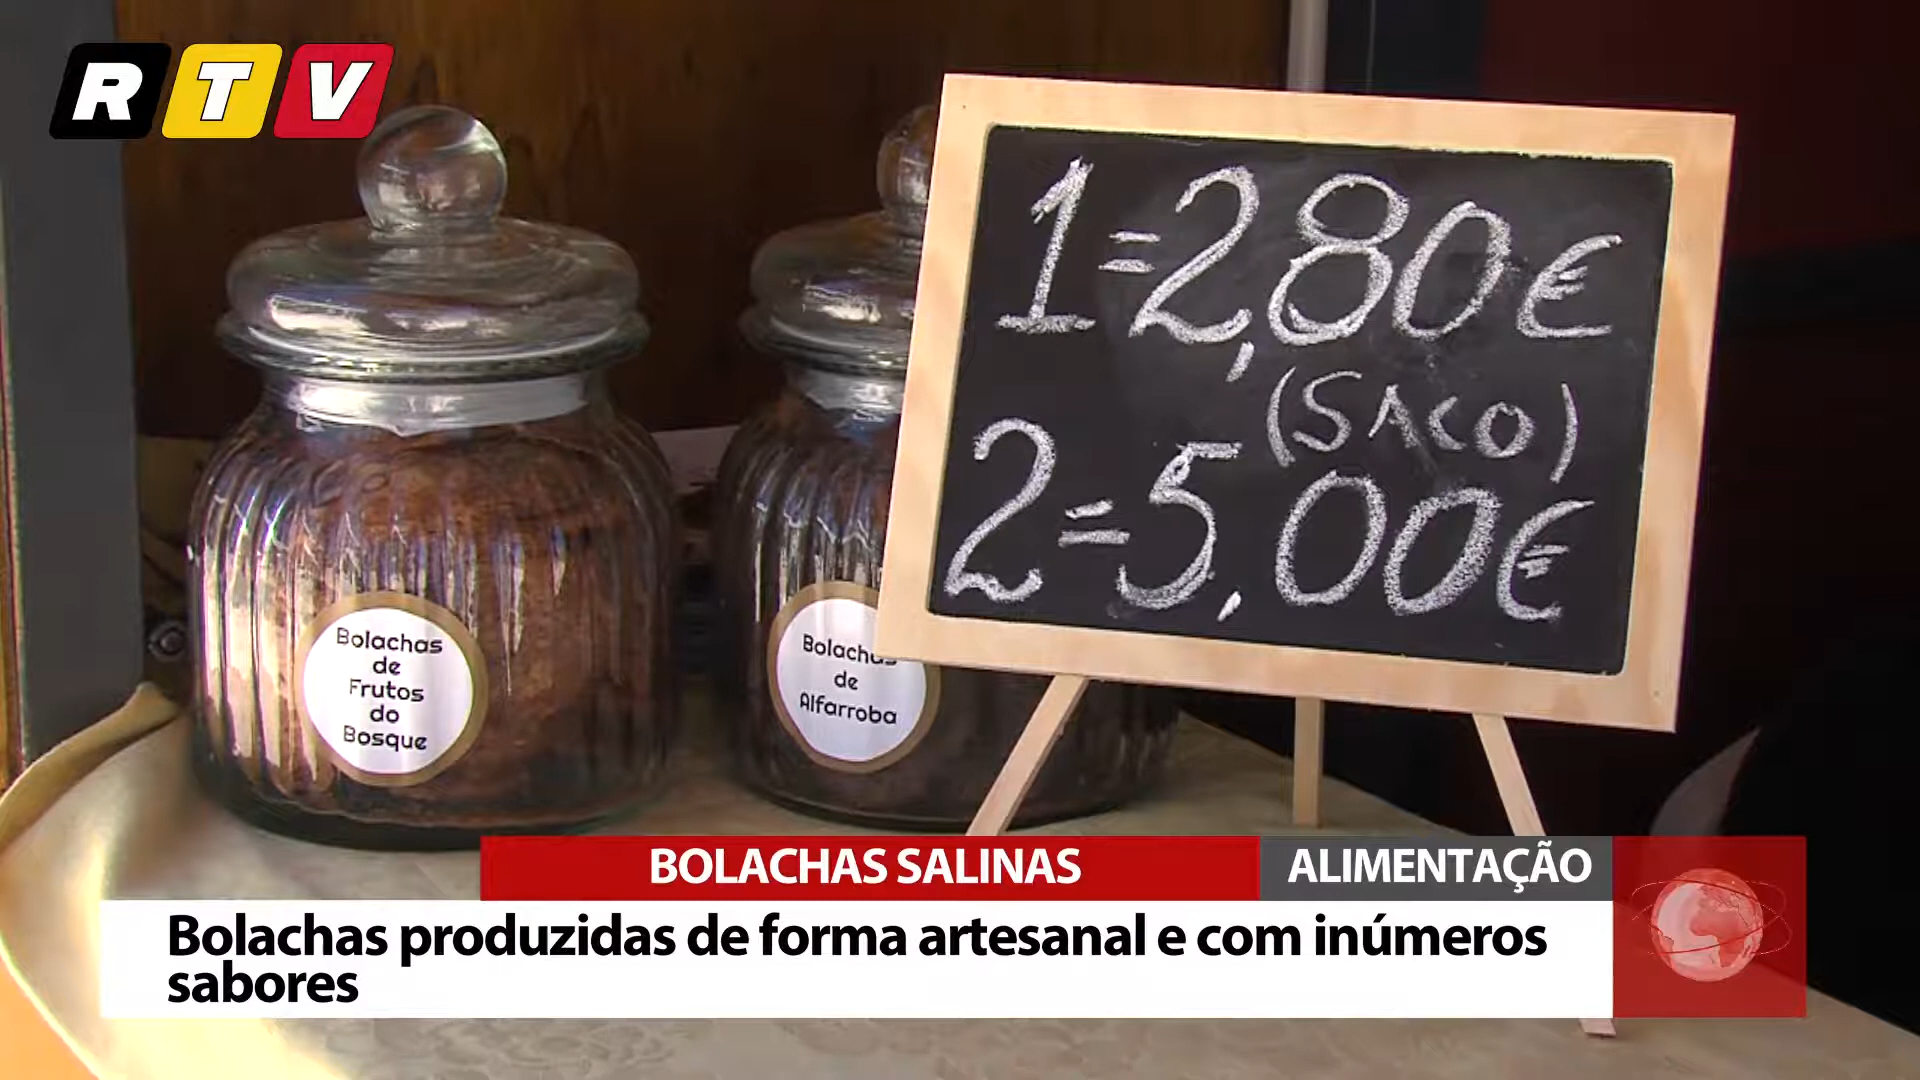 RTV
1=2,80€
(SACO)
2=5,00€
Bolachas
de
Frutos
do
Bosque
Bolachas
de
Alfarroba
BOLACHAS SALINAS
ALIMENTAÇÃO
Bolachas produzidas de forma artesanal e com inúmeros
sabores